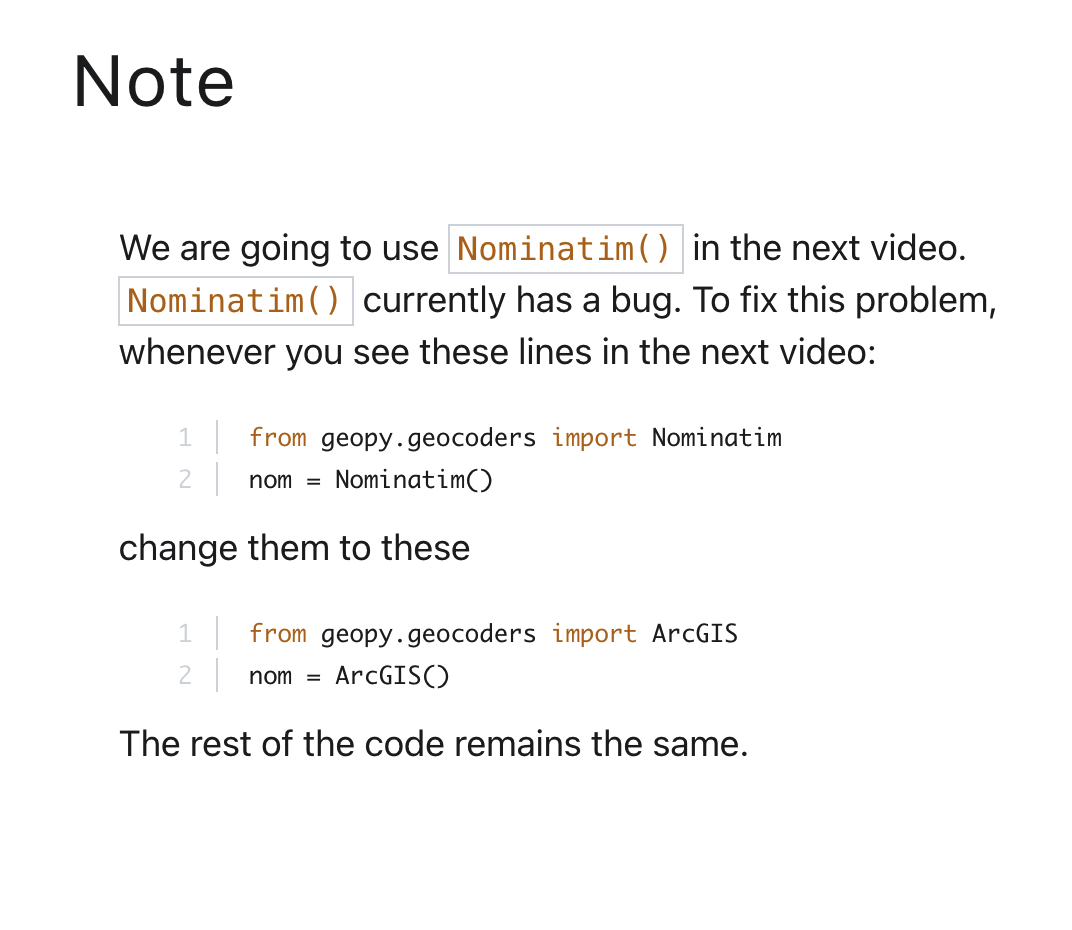 Note
We are going to use Nominatim() in the next video.
Nominatim() currently has a bug. To fix this problem,
whenever you see these lines in the next video:
1 from geopy.geocoders import Nominatim
2 nom = Nominatim()
change them to these
1 from geopy.geocoders import ArcGIS
2 nom = ArcGIS()
The rest of the code remains the same.